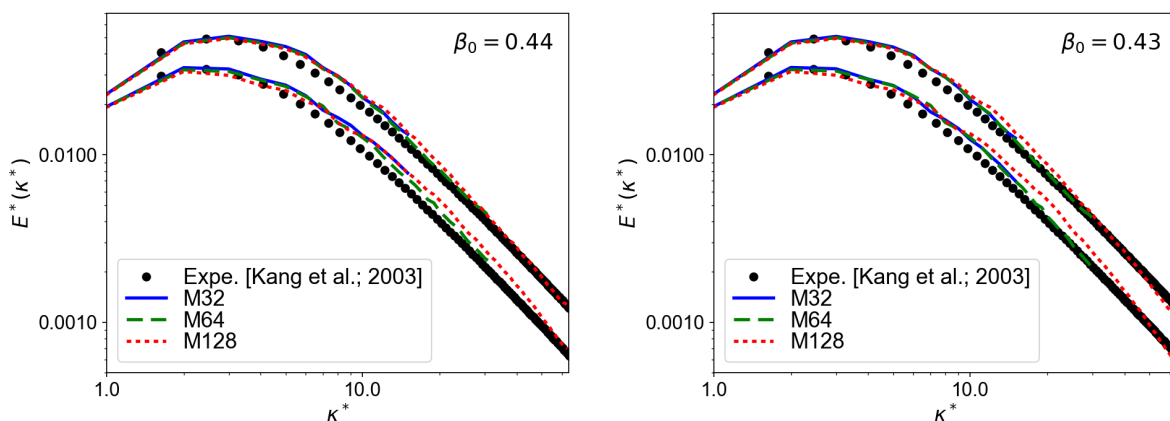 β₀ = 0.44
E*(κ*)
0.0100
0.0010
Expe. [Kang et al.; 2003]
M32
M64
M128
1.0
10.0
κ*
β₀ = 0.43
E*(κ*)
0.0100
0.0010
Expe. [Kang et al.; 2003]
M32
M64
M128
1.0
10.0
κ*